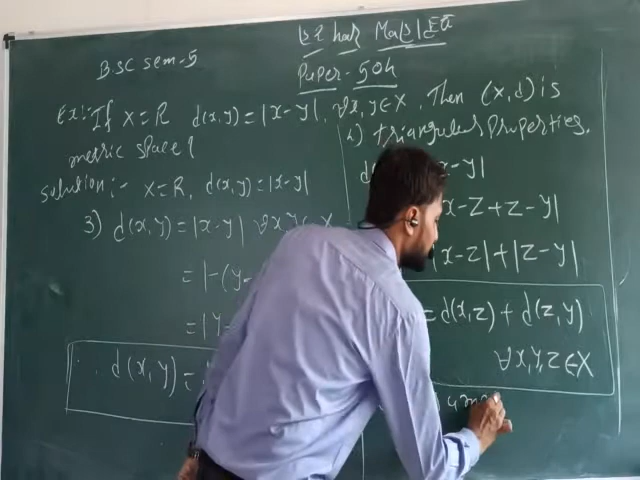 BSC Sem-5
Paper-504
Ex:- If x=R d(x,y)=|x-y|, ∀x,y∈X, Then (X,d) is
metric space?
solution:- x=R, d(x,y)=|x-y|
3) d(x,y)=|x-y| ∀x,y∈X
=|-(y-
=|y-
∴ d(x,y)=
4) triangular Properties.
x-y|
x-z+z-y|
|x-z|+|z-y|
=d(x,z)+d(z,y)
∀x,y,z∈X